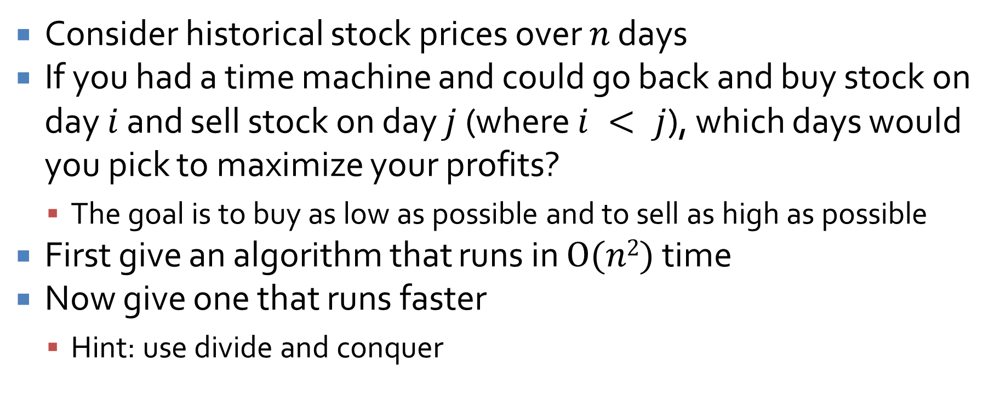 ▪ Consider historical stock prices over n days
▪ If you had a time machine and could go back and buy stock on
day i and sell stock on day j (where i < j), which days would
you pick to maximize your profits?
▪ The goal is to buy as low as possible and to sell as high as possible
▪ First give an algorithm that runs in O(n²) time
▪ Now give one that runs faster
▪ Hint: use divide and conquer